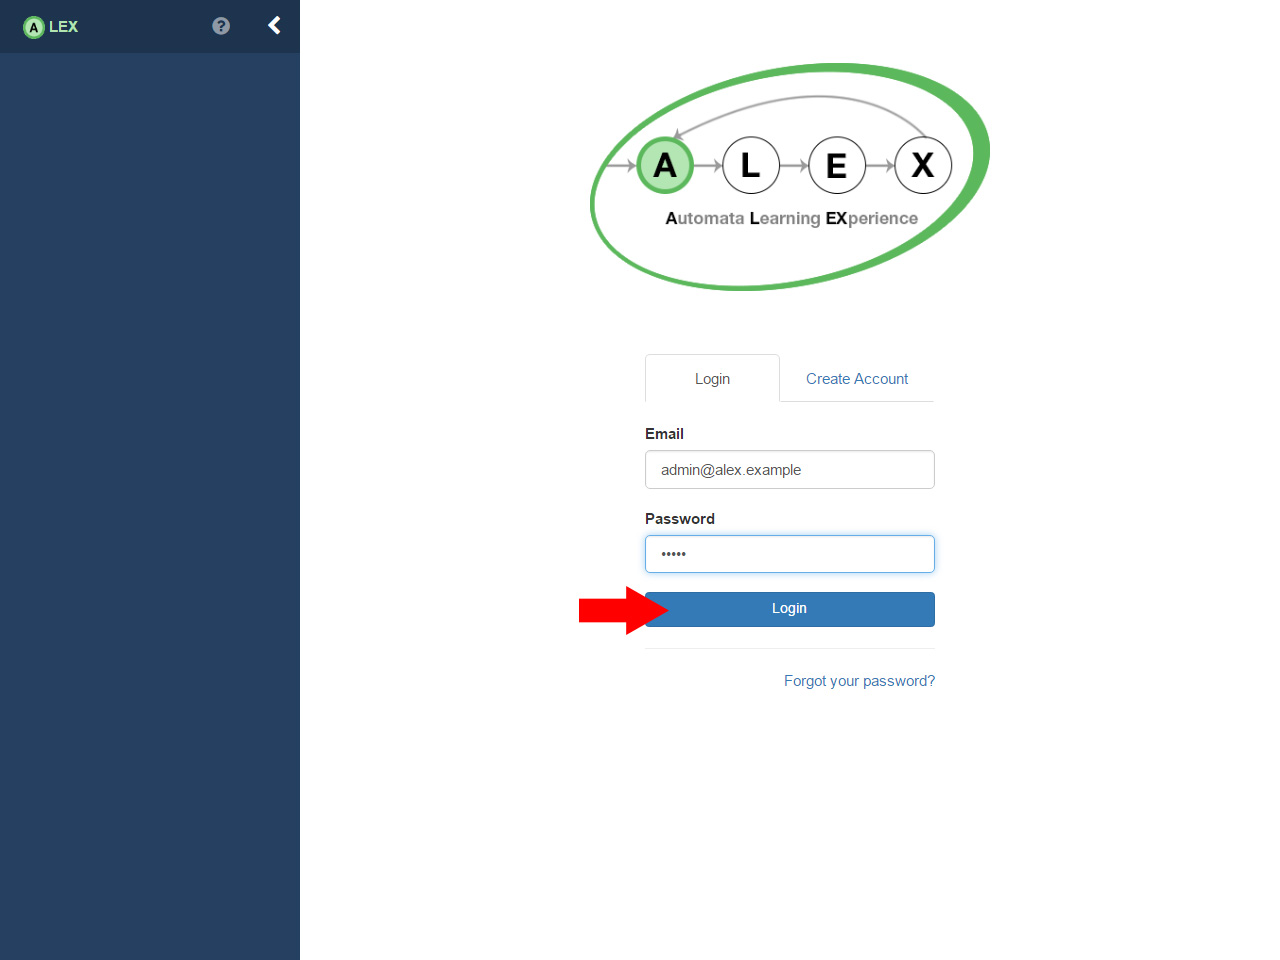 A LEX
A L E X
Automata Learning EXperience
Login Create Account
Email
admin@alex.example
Password
•••••
Login
Forgot your password?